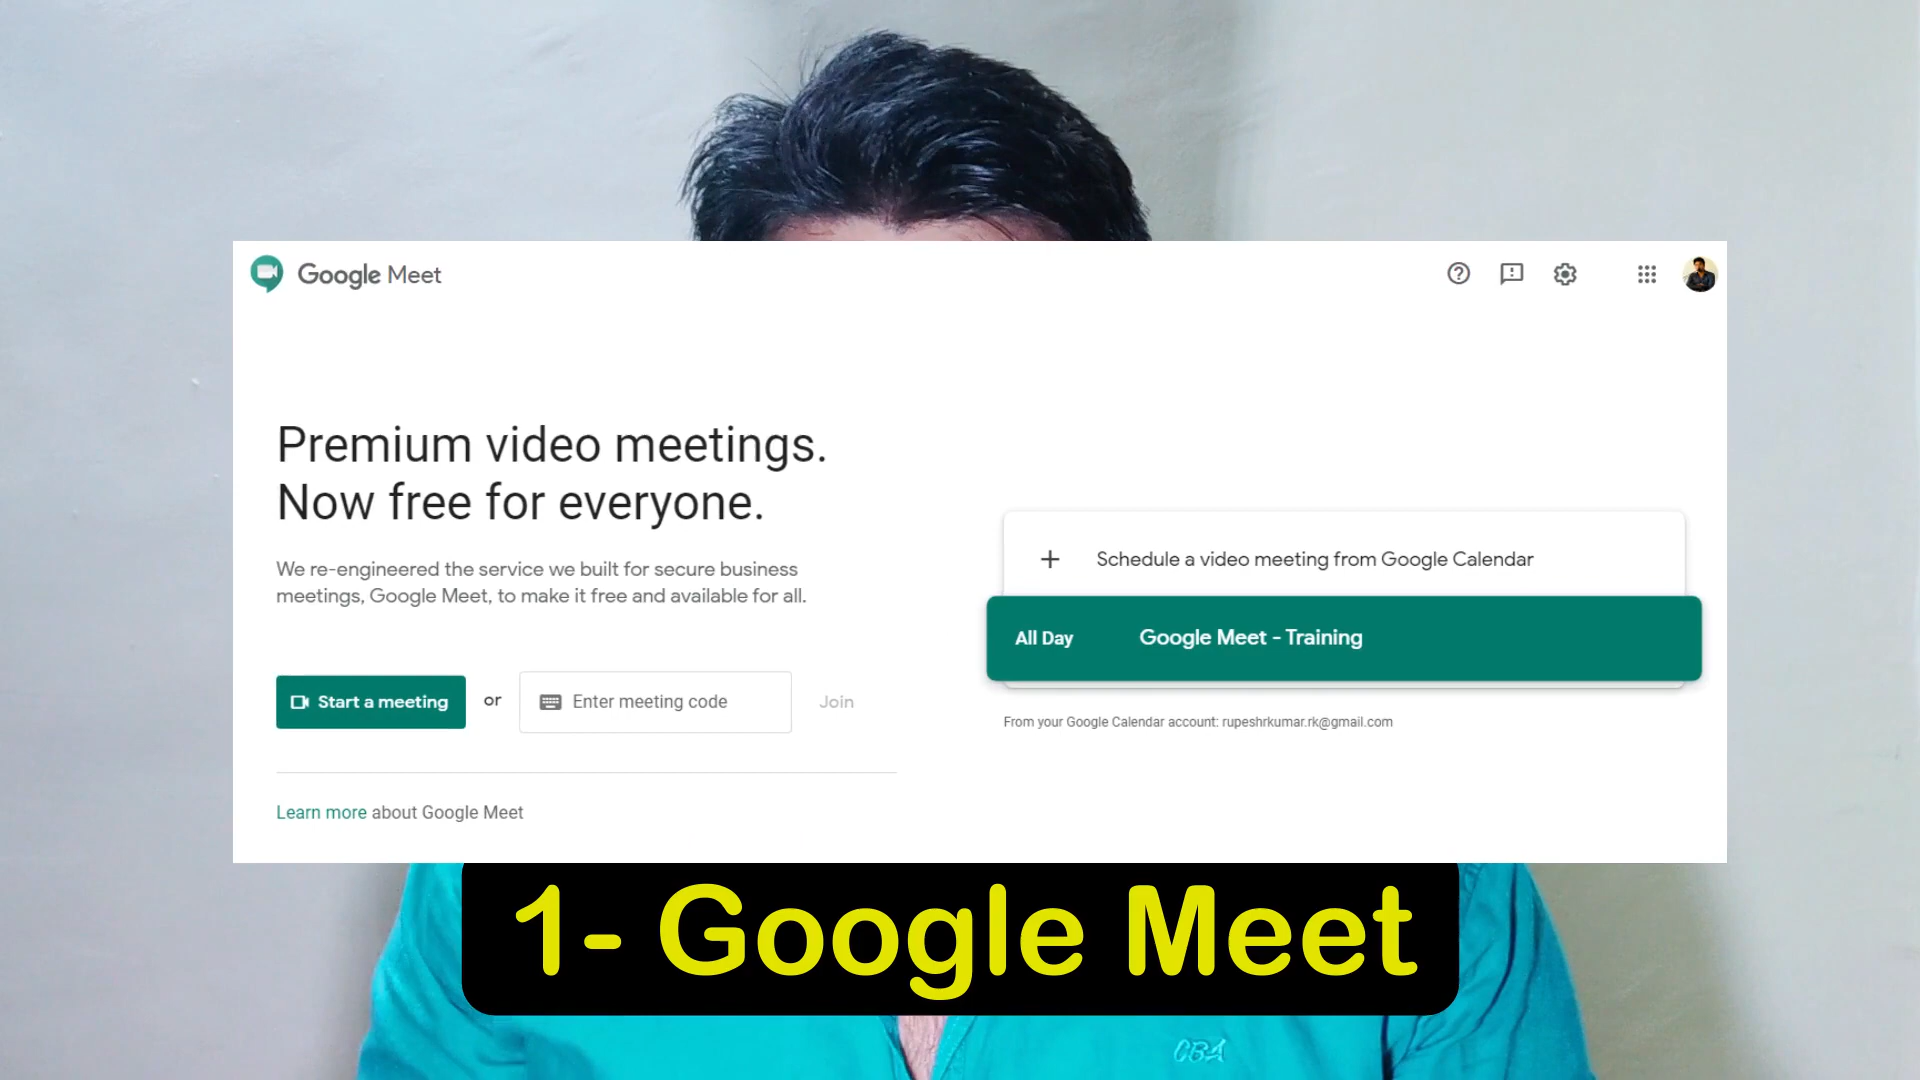 Google Meet
Premium video meetings.
Now free for everyone.
We re-engineered the service we built for secure business
meetings, Google Meet, to make it free and available for all.
Start a meeting or Enter meeting code Join
Learn more about Google Meet
Schedule a video meeting from Google Calendar
All Day Google Meet - Training
From your Google Calendar account: rupeshrkumar.rk@gmail.com
1- Google Meet
CBA